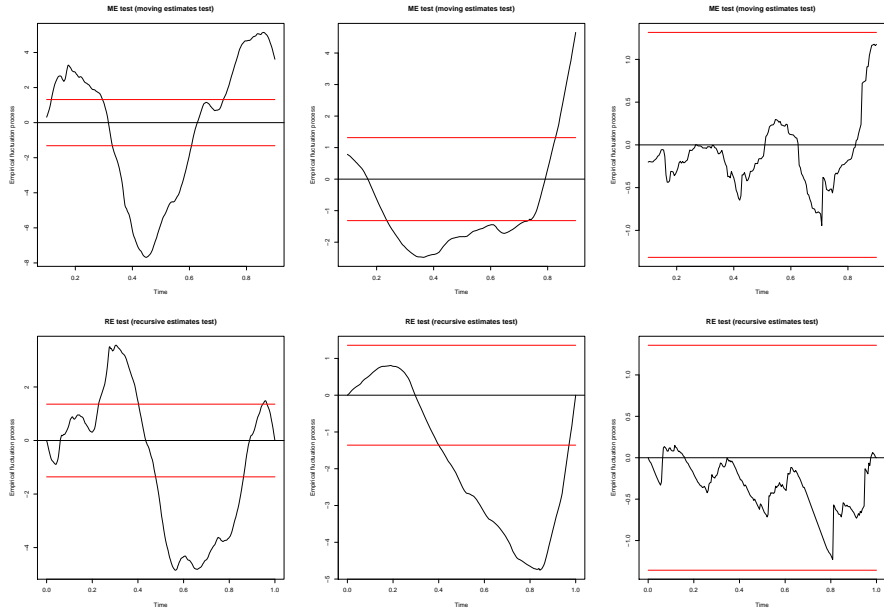 ME test (moving estimates test)
Empirical fluctuation process
4
2
0
−2
−4
−6
−8
0.2 0.4 0.6 0.8
Time
ME test (moving estimates test)
Empirical fluctuation process
4
3
2
1
0
−1
−2
0.2 0.4 0.6 0.8
Time
ME test (moving estimates test)
Empirical fluctuation process
1.0
0.5
0.0
−0.5
−1.0
0.2 0.4 0.6 0.8
Time
RE test (recursive estimates test)
Empirical fluctuation process
2
0
−2
−4
0.0 0.2 0.4 0.6 0.8 1.0
Time
RE test (recursive estimates test)
Empirical fluctuation process
1
0
−1
−2
−3
−4
−5
0.0 0.2 0.4 0.6 0.8 1.0
Time
RE test (recursive estimates test)
Empirical fluctuation process
1.0
0.5
0.0
−0.5
−1.0
0.0 0.2 0.4 0.6 0.8 1.0
Time